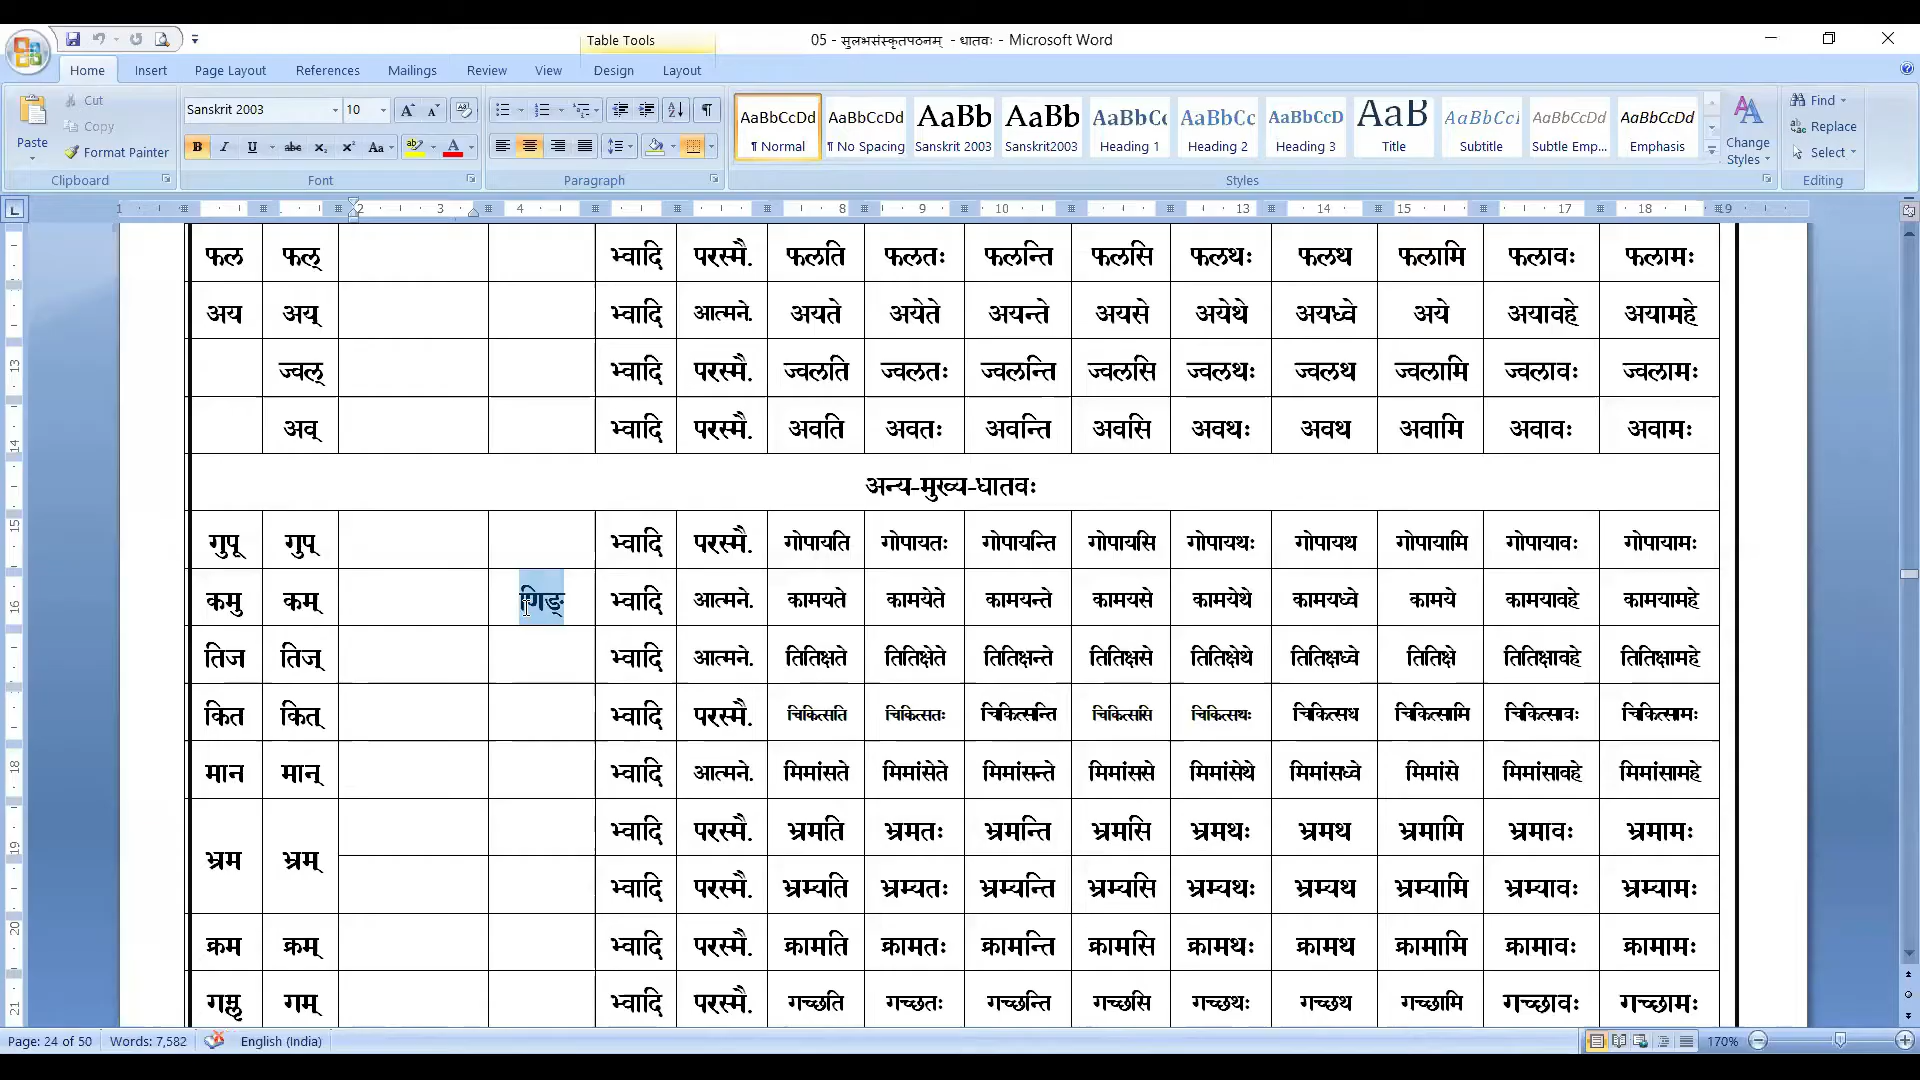 05 - सुलभसंस्कृतपठनम् - धातवः - Microsoft Word
Table Tools
Home Insert Page Layout References Mailings Review View Design Layout
Paste Cut Copy Format Painter Clipboard
Sanskrit 2003 10 Font
Paragraph
AaBbCcDd ¶ Normal
AaBbCcDd ¶ No Spacing
AaBb Sanskrit 2003
AaBb Sanskrit2003
AaBbCc Heading 1
AaBbCc Heading 2
AaBbCcD Heading 3
AaB Title
AaBbCcI Subtitle
AaBbCcDd Subtle Emp...
AaBbCcDd Emphasis
Change Styles
Styles
Find Replace Select Editing
फल फल् भ्वादि परस्मै. फलति फलतः फलन्ति फलसि फलथः फलथ फलामि फलावः फलामः
अय अय् भ्वादि आत्मने. अयते अयेते अयन्ते अयसे अयेथे अयध्वे अये अयावहे अयामहे
ज्वल् भ्वादि परस्मै. ज्वलति ज्वलतः ज्वलन्ति ज्वलसि ज्वलथः ज्वलथ ज्वलामि ज्वलावः ज्वलामः
अव् भ्वादि परस्मै. अवति अवतः अवन्ति अवसि अवथः अवथ अवामि अवावः अवामः
अन्य-मुख्य-धातवः
गुपू गुप् भ्वादि परस्मै. गोपायति गोपायतः गोपायन्ति गोपायसि गोपायथः गोपायथ गोपायामि गोपायावः गोपायामः
कमु कम् णिङ् भ्वादि आत्मने. कामयते कामयेते कामयन्ते कामयसे कामयेथे कामयध्वे कामये कामयावहे कामयामहे
तिज तिज् भ्वादि आत्मने. तितिक्षते तितिक्षेते तितिक्षन्ते तितिक्षसे तितिक्षेथे तितिक्षध्वे तितिक्षे तितिक्षावहे तितिक्षामहे
कित कित् भ्वादि परस्मै. चिकित्सति चिकित्सतः चिकित्सन्ति चिकित्ससि चिकित्सथः चिकित्सथ चिकित्सामि चिकित्सावः चिकित्सामः
मान मान् भ्वादि आत्मने. मिमांसते मिमांसेते मिमांसन्ते मिमांससे मिमांसेथे मिमांसध्वे मिमांसे मिमांसावहे मिमांसामहे
भ्रम भ्रम् भ्वादि परस्मै. भ्रमति भ्रमतः भ्रमन्ति भ्रमसि भ्रमथः भ्रमथ भ्रमामि भ्रमावः भ्रमामः
भ्वादि परस्मै. भ्रम्यति भ्रम्यतः भ्रम्यन्ति भ्रम्यसि भ्रम्यथः भ्रम्यथ भ्रम्यामि भ्रम्यावः भ्रम्यामः
क्रम क्रम् भ्वादि परस्मै. क्रामति क्रामतः क्रामन्ति क्रामसि क्रामथः क्रामथ क्रामामि क्रामावः क्रामामः
गम्लृ गम् भ्वादि परस्मै. गच्छति गच्छतः गच्छन्ति गच्छसि गच्छथः गच्छथ गच्छामि गच्छावः गच्छामः
Page: 24 of 50 Words: 7,582 English (India) 170%